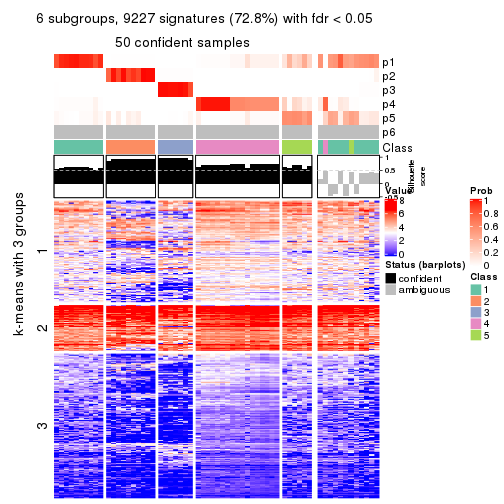 6 subgroups, 9227 signatures (72.8%) with fdr < 0.05
50 confident samples
p1
p2
p3
p4
p5
p6
Class
1
0.5
0
-0.5
Silhouette
score
k-means with 3 groups
1
2
3
Value
8
6
4
2
0
Status (barplots)
confident
ambiguous
Prob
1
0.8
0.6
0.4
0.2
0
Class
1
2
3
4
5